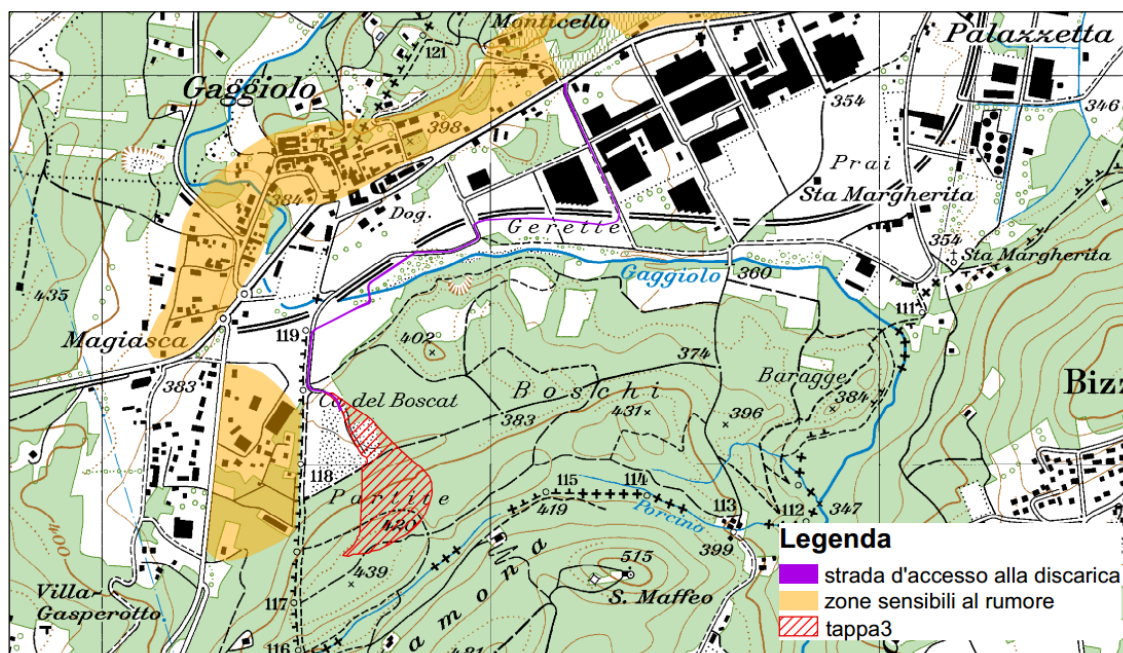 Monticello
121
Palazzetta
Gaggiolo
354
346
398
Prai
384
Dog.
Sta Margherita
Gerette
354
Sta Margherita
Gaggiolo
360
435
111
119
402
Magiasca
374
Baragge
383
Boschi
384
Bizz
Ca del Boscat
383
431
396
118
Partite
115
114
113
112
347
420
419
Porcino
399
400
439
515
Villa-
Gasperotto
S. Maffeo
117
amona
116
481
Legenda
strada d'accesso alla discarica
zone sensibili al rumore
tappa3